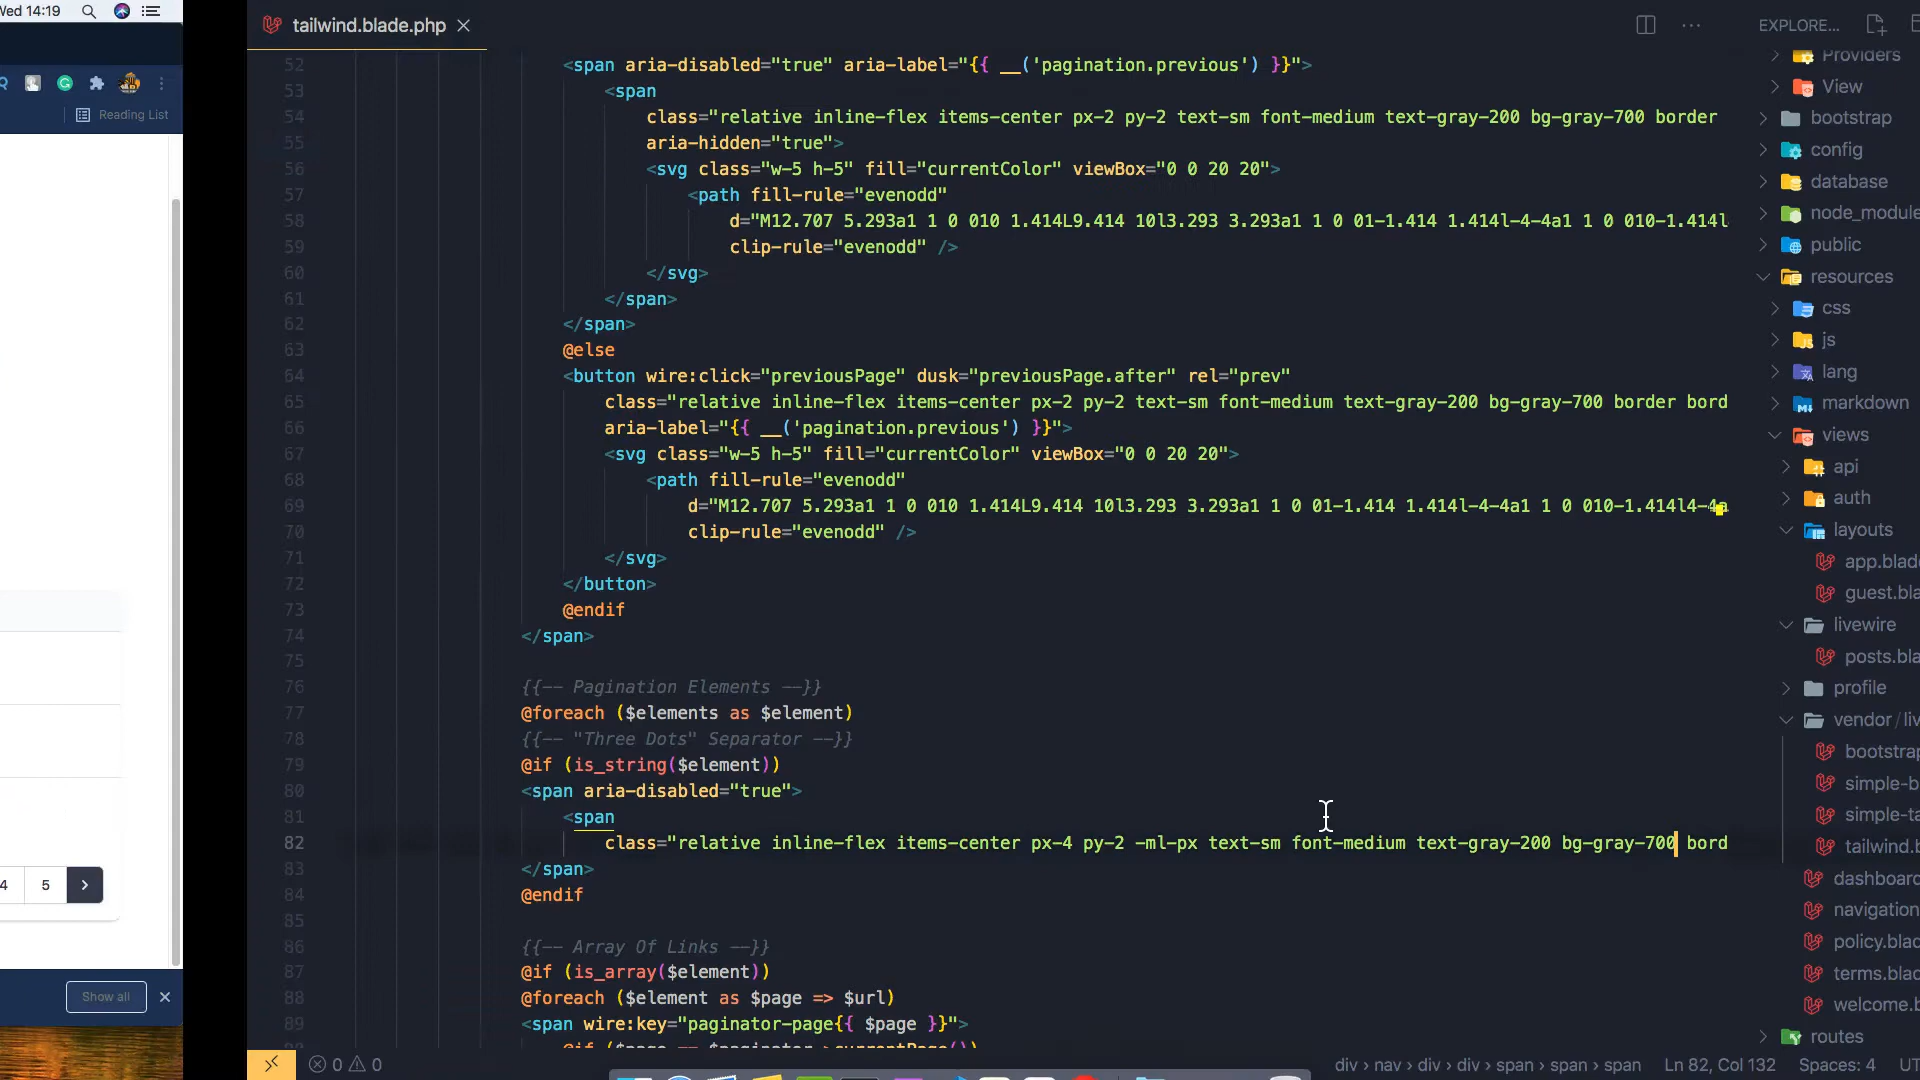 Wed 14:19
Reading List
4 5
Show all
tailwind.blade.php
52 <span aria-disabled="true" aria-label="{{ __('pagination.previous') }}">
53 <span
54 class="relative inline-flex items-center px-2 py-2 text-sm font-medium text-gray-200 bg-gray-700 border
55 aria-hidden="true">
56 <svg class="w-5 h-5" fill="currentColor" viewBox="0 0 20 20">
57 <path fill-rule="evenodd"
58 d="M12.707 5.293a1 1 0 010 1.414L9.414 10l3.293 3.293a1 1 0 01-1.414 1.414l-4-4a1 1 0 010-1.414l
59 clip-rule="evenodd" />
60 </svg>
61 </span>
62 </span>
63 @else
64 <button wire:click="previousPage" dusk="previousPage.after" rel="prev"
65 class="relative inline-flex items-center px-2 py-2 text-sm font-medium text-gray-200 bg-gray-700 border bord
66 aria-label="{{ __('pagination.previous') }}">
67 <svg class="w-5 h-5" fill="currentColor" viewBox="0 0 20 20">
68 <path fill-rule="evenodd"
69 d="M12.707 5.293a1 1 0 010 1.414L9.414 10l3.293 3.293a1 1 0 01-1.414 1.414l-4-4a1 1 0 010-1.414l4-4a
70 clip-rule="evenodd" />
71 </svg>
72 </button>
73 @endif
74 </span>
75
76 {{-- Pagination Elements --}}
77 @foreach ($elements as $element)
78 {{-- "Three Dots" Separator --}}
79 @if (is_string($element))
80 <span aria-disabled="true">
81 <span
82 class="relative inline-flex items-center px-4 py-2 -ml-px text-sm font-medium text-gray-200 bg-gray-700 bord
83 </span>
84 @endif
85
86 {{-- Array Of Links --}}
87 @if (is_array($element))
88 @foreach ($element as $page => $url)
89 <span wire:key="paginator-page{{ $page }}">
EXPLORE...
Providers
View
bootstrap
config
database
node_module
public
resources
css
js
lang
markdown
views
api
auth
layouts
app.blad
guest.bla
livewire
posts.bla
profile
vendor / liv
bootstrap
simple-b
simple-ta
tailwind.b
dashboard
navigation
policy.blad
terms.blad
welcome.b
routes
0 0
div > nav > div > div > span > span > span Ln 82, Col 132 Spaces: 4 UT